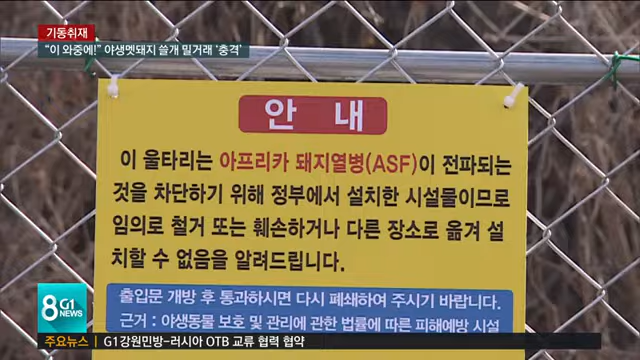 기동취재
"이 와중에!" 야생멧돼지 쓸개 밀거래 '충격'
안 내
이 울타리는 아프리카 돼지열병(ASF)이 전파되는
것을 차단하기 위해 정부에서 설치한 시설물이므로
임의로 철거 또는 훼손하거나 다른 장소로 옮겨 설
치할 수 없음을 알려드립니다.
출입문 개방 후 통과하시면 다시 폐쇄하여 주시기 바랍니다.
근거 : 야생동물 보호 및 관리에 관한 법률에 따른 피해예방 시설
8 G1 NEWS
주요뉴스 G1강원민방-러시아 OTB 교류 협력 협약